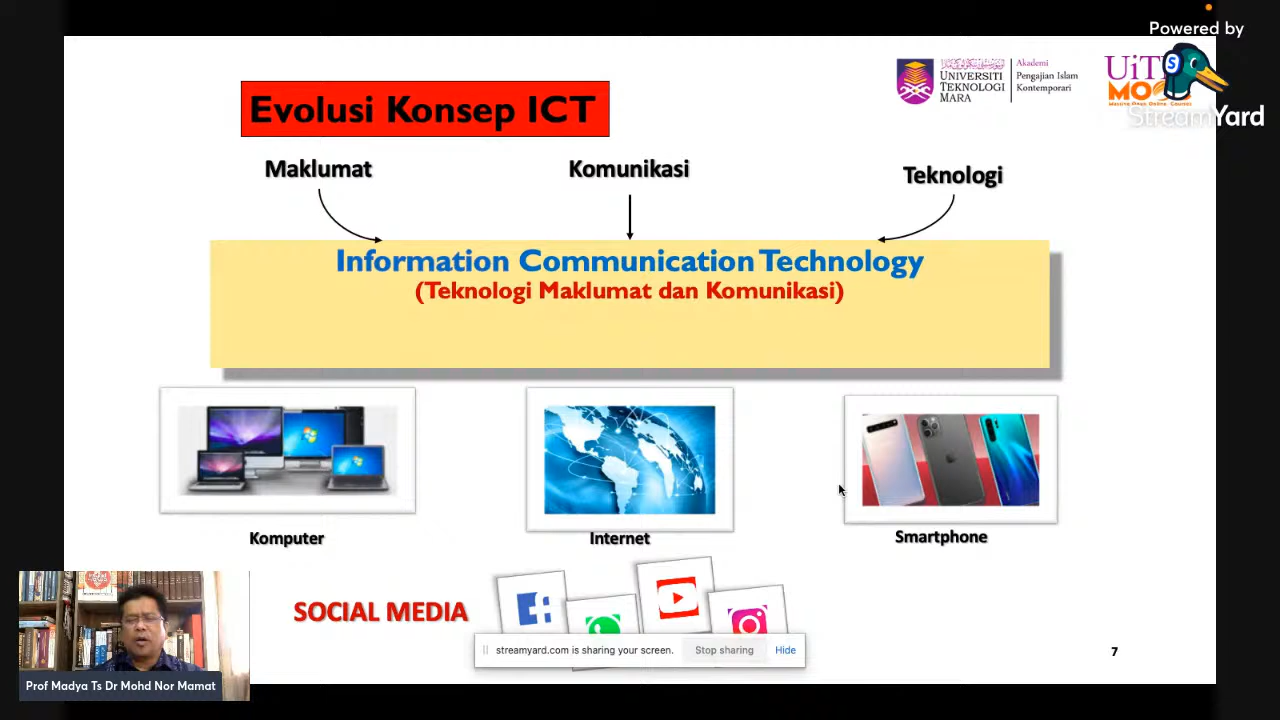 Powered by
StreamYard
UNIVERSITI
TEKNOLOGI
MARA
Akademi
Pengajian Islam
Kontemporari
Evolusi Konsep ICT
Maklumat
Komunikasi
Teknologi
Information Communication Technology
(Teknologi Maklumat dan Komunikasi)
Komputer
Internet
Smartphone
SOCIAL MEDIA
streamyard.com is sharing your screen. Stop sharing Hide
7
Prof Madya Ts Dr Mohd Nor Mamat